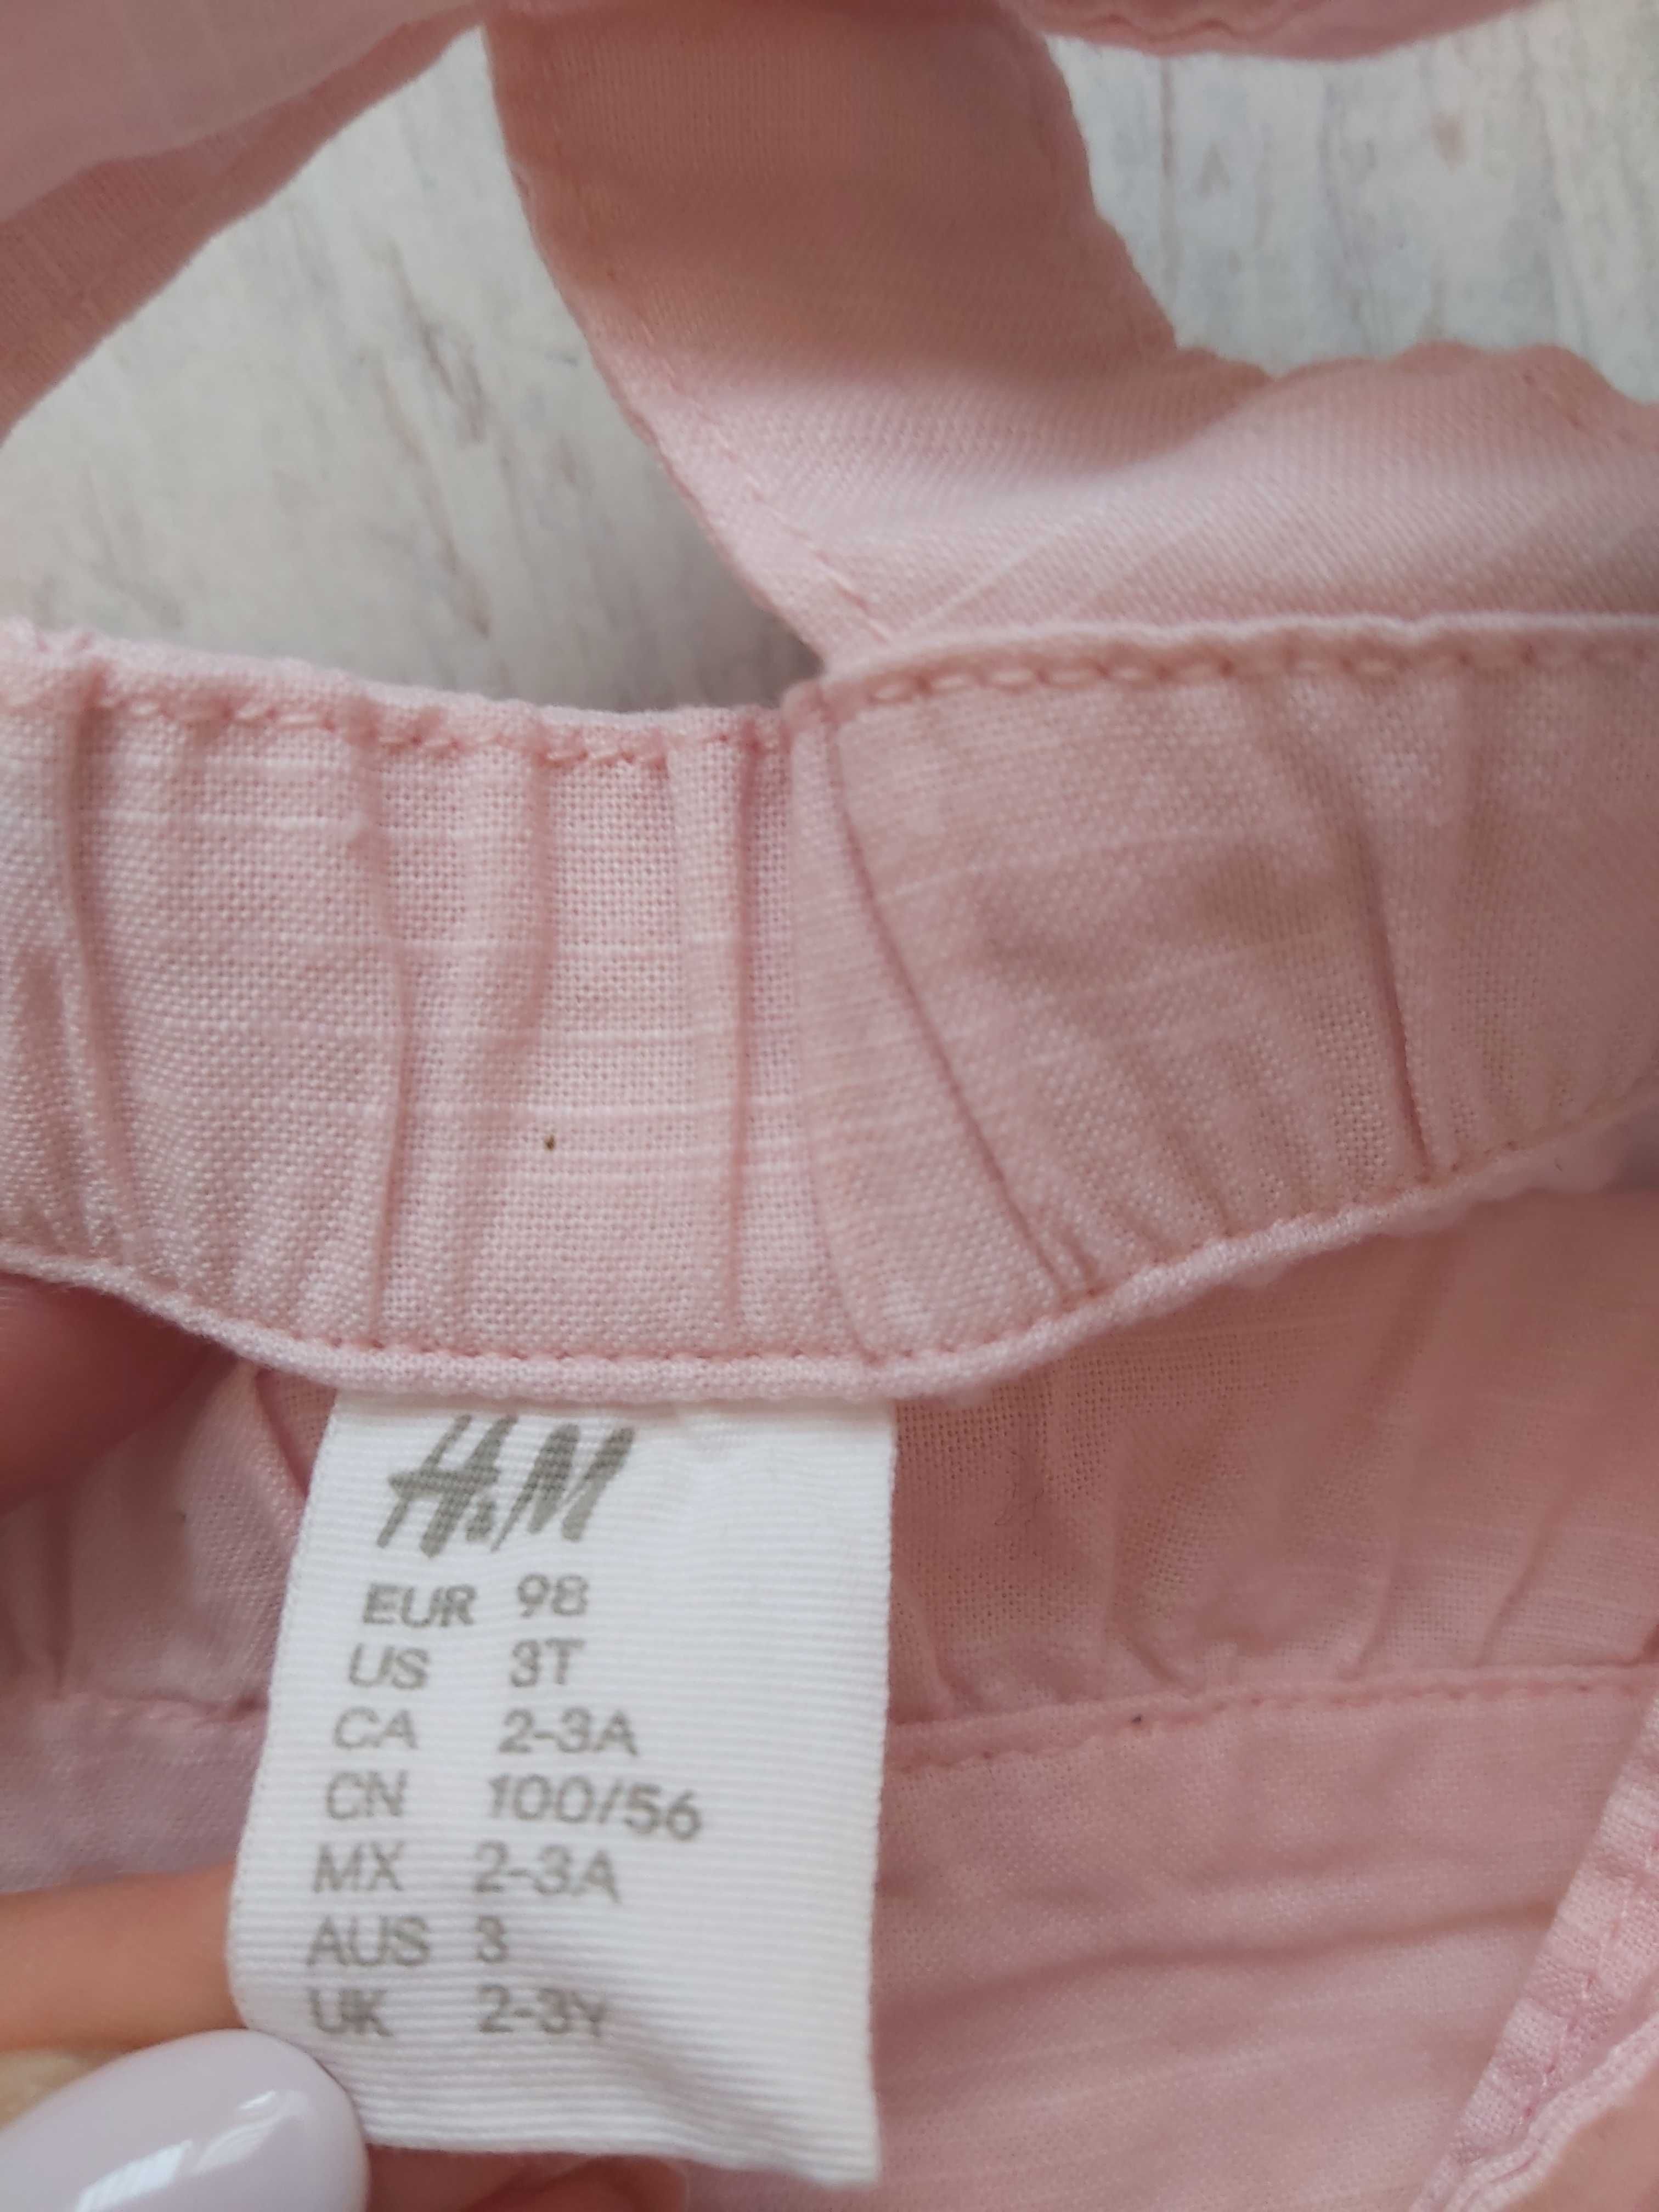 H&M
EUR 98
US 3T
CA 2-3A
CN 100/56
MX 2-3A
AUS 3
UK 2-3Y